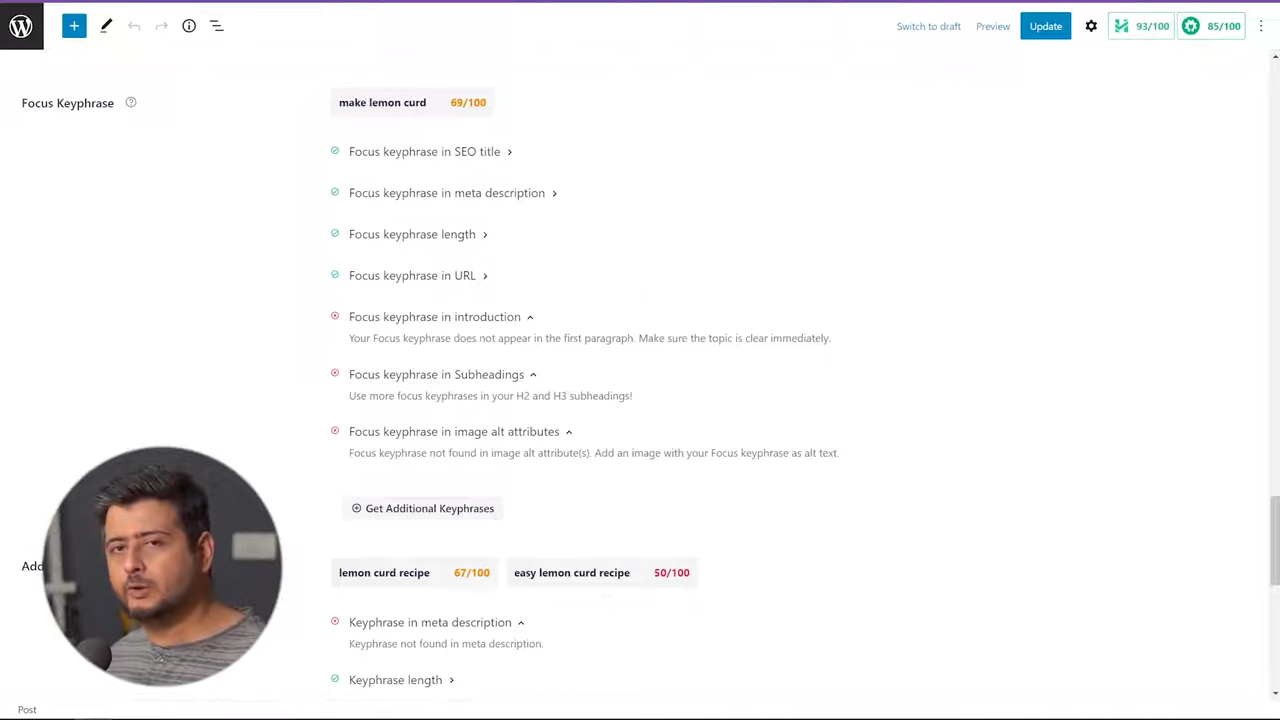 Switch to draft Preview Update 93/100 85/100
Focus Keyphrase
make lemon curd 69/100
Focus keyphrase in SEO title
Focus keyphrase in meta description
Focus keyphrase length
Focus keyphrase in URL
Focus keyphrase in introduction
Your Focus keyphrase does not appear in the first paragraph. Make sure the topic is clear immediately.
Focus keyphrase in Subheadings
Use more focus keyphrases in your H2 and H3 subheadings!
Focus keyphrase in image alt attributes
Focus keyphrase not found in image alt attribute(s). Add an image with your Focus keyphrase as alt text.
Get Additional Keyphrases
lemon curd recipe 67/100 easy lemon curd recipe 50/100
Keyphrase in meta description
Keyphrase not found in meta description.
Keyphrase length
Post